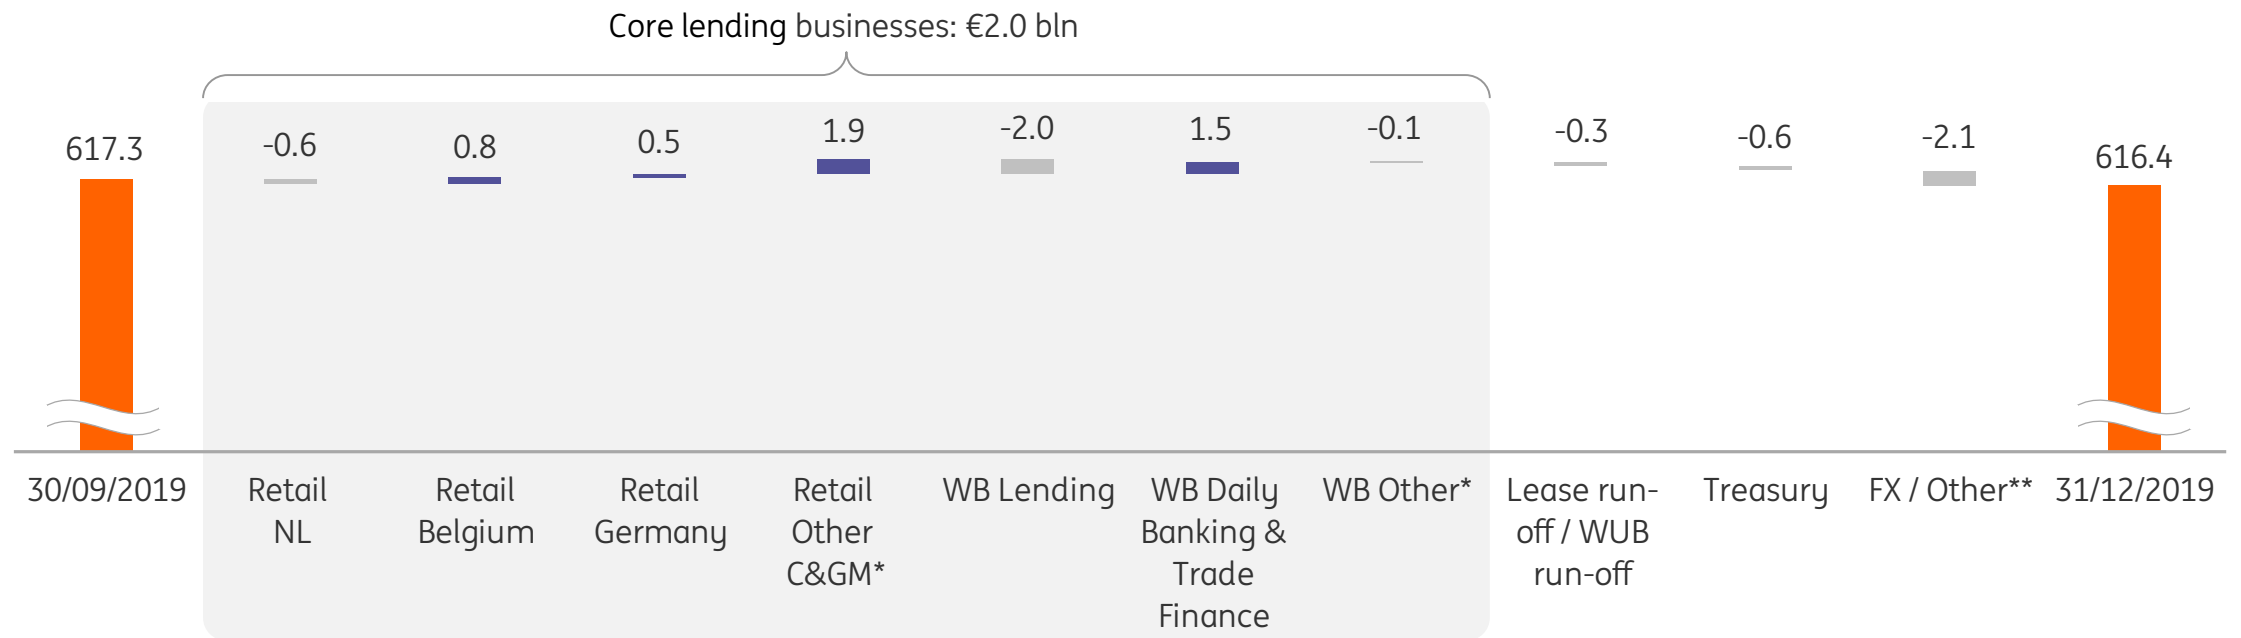 Core lending businesses: €2.0 bln
617.3
-0.6
0.8
0.5
1.9
-2.0
1.5
-0.1
-0.3
-0.6
-2.1
616.4
30/09/2019
Retail
NL
Retail
Belgium
Retail
Germany
Retail
Other
C&GM*
WB Lending
WB Daily
Banking &
Trade
Finance
WB Other*
Lease run-
off / WUB
run-off
Treasury
FX / Other**
31/12/2019